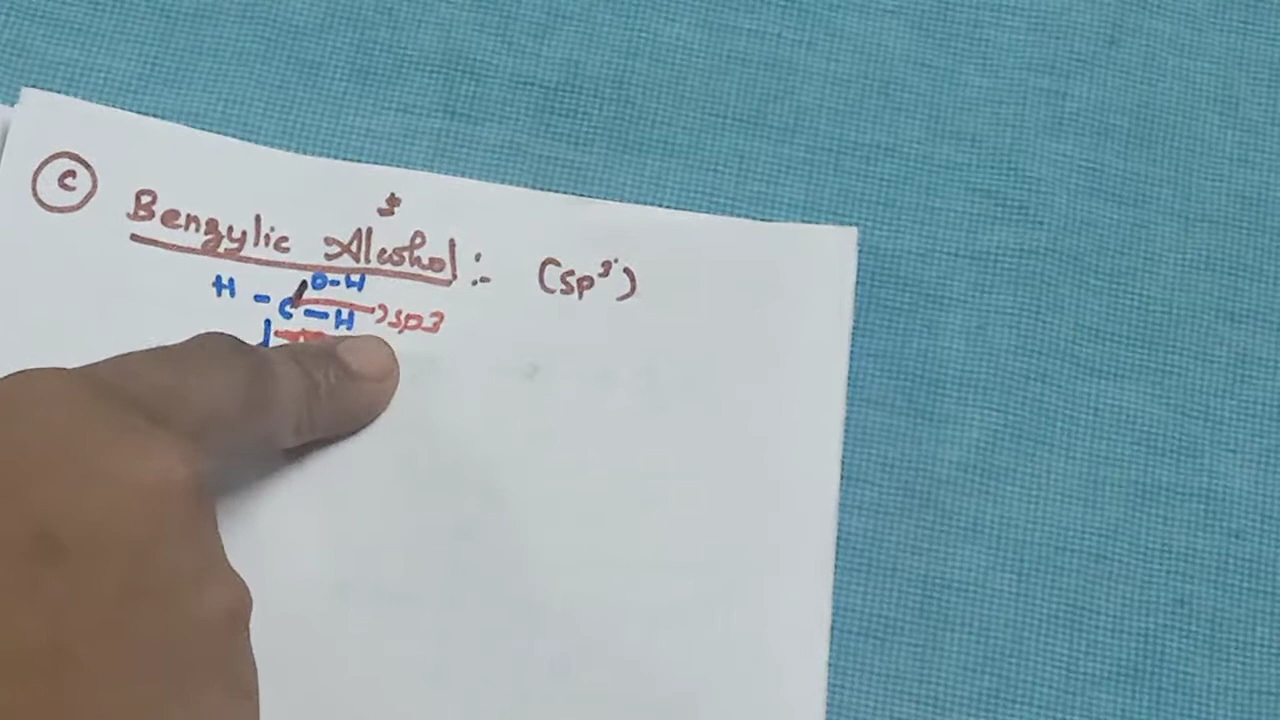 C Benzylic Alcohol :- (sp³)
O-H
H - C - H → sp3